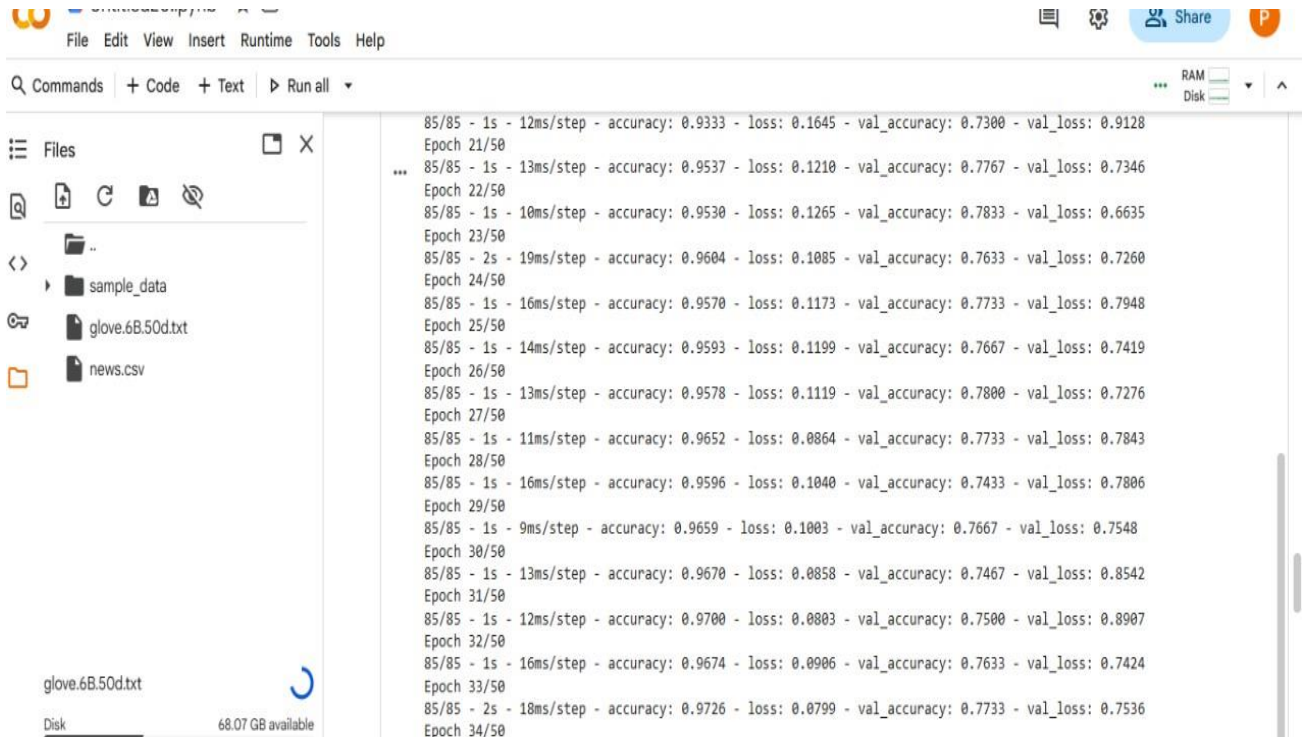 File Edit View Insert Runtime Tools Help
Share
P
Commands + Code + Text Run all
RAM
Disk
Files
..
sample_data
glove.6B.50d.txt
news.csv
glove.6B.50d.txt
Disk 68.07 GB available
85/85 - 1s - 12ms/step - accuracy: 0.9333 - loss: 0.1645 - val_accuracy: 0.7300 - val_loss: 0.9128
Epoch 21/50
85/85 - 1s - 13ms/step - accuracy: 0.9537 - loss: 0.1210 - val_accuracy: 0.7767 - val_loss: 0.7346
Epoch 22/50
85/85 - 1s - 10ms/step - accuracy: 0.9530 - loss: 0.1265 - val_accuracy: 0.7833 - val_loss: 0.6635
Epoch 23/50
85/85 - 2s - 19ms/step - accuracy: 0.9604 - loss: 0.1085 - val_accuracy: 0.7633 - val_loss: 0.7260
Epoch 24/50
85/85 - 1s - 16ms/step - accuracy: 0.9570 - loss: 0.1173 - val_accuracy: 0.7733 - val_loss: 0.7948
Epoch 25/50
85/85 - 1s - 14ms/step - accuracy: 0.9593 - loss: 0.1199 - val_accuracy: 0.7667 - val_loss: 0.7419
Epoch 26/50
85/85 - 1s - 13ms/step - accuracy: 0.9578 - loss: 0.1119 - val_accuracy: 0.7800 - val_loss: 0.7276
Epoch 27/50
85/85 - 1s - 11ms/step - accuracy: 0.9652 - loss: 0.0864 - val_accuracy: 0.7733 - val_loss: 0.7843
Epoch 28/50
85/85 - 1s - 16ms/step - accuracy: 0.9596 - loss: 0.1040 - val_accuracy: 0.7433 - val_loss: 0.7806
Epoch 29/50
85/85 - 1s - 9ms/step - accuracy: 0.9659 - loss: 0.1003 - val_accuracy: 0.7667 - val_loss: 0.7548
Epoch 30/50
85/85 - 1s - 13ms/step - accuracy: 0.9670 - loss: 0.0858 - val_accuracy: 0.7467 - val_loss: 0.8542
Epoch 31/50
85/85 - 1s - 12ms/step - accuracy: 0.9700 - loss: 0.0803 - val_accuracy: 0.7500 - val_loss: 0.8907
Epoch 32/50
85/85 - 1s - 16ms/step - accuracy: 0.9674 - loss: 0.0906 - val_accuracy: 0.7633 - val_loss: 0.7424
Epoch 33/50
85/85 - 2s - 18ms/step - accuracy: 0.9726 - loss: 0.0799 - val_accuracy: 0.7733 - val_loss: 0.7536
Epoch 34/50